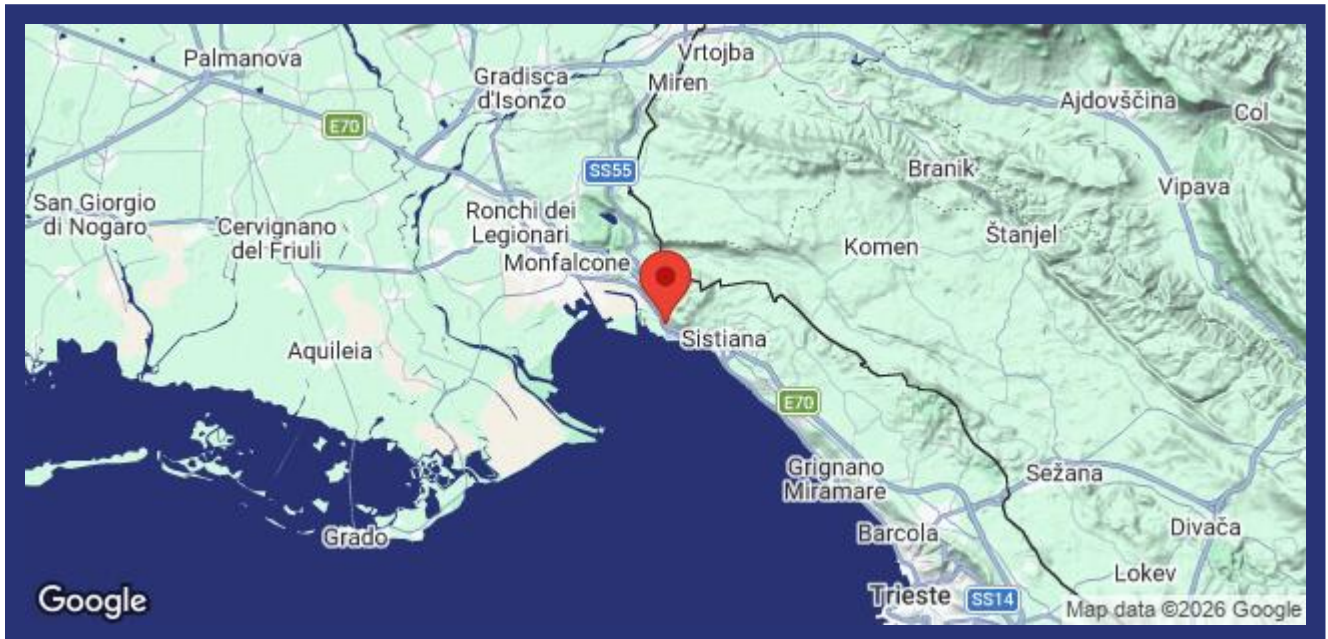 Palmanova
Vrtojba
Gradisca
d'Isonzo
Miren
Ajdovščina
Col
E70
SS55
Branik
Vipava
San Giorgio
di Nogaro
Cervignano
del Friuli
Ronchi dei
Legionari
Štanjel
Komen
Monfalcone
Sistiana
Aquileia
E70
Grignano
Miramare
Sežana
Grado
Barcola
Divača
Lokev
Trieste
SS14
Google
Map data ©2026 Google